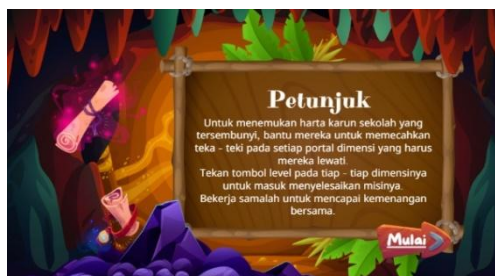 Petunjuk
Untuk menemukan harta karun sekolah yang
tersembunyi, bantu mereka untuk memecahkan
teka - teki pada setiap portal dimensi yang harus
mereka lewati.
Tekan tombol level pada tiap - tiap dimensinya
untuk masuk menyelesaikan misinya.
Bekerja samalah untuk mencapai kemenangan
bersama.
Mulai